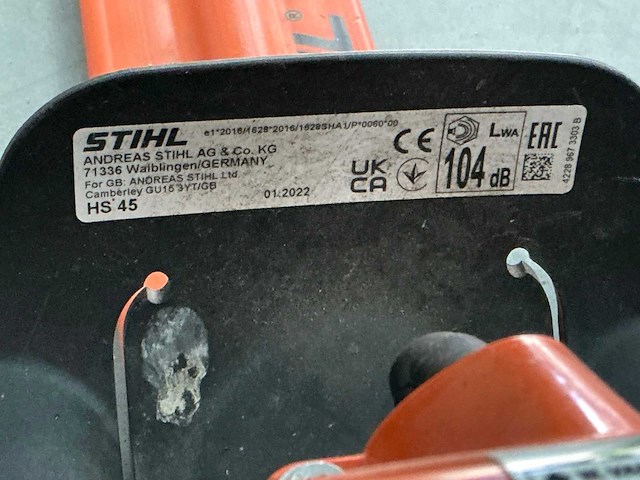 STIHL
e1*2016/1628*2016/1628SHA1/P*0060*00
ANDREAS STIHL AG & Co. KG
71336 Waiblingen/GERMANY
For GB: ANDREAS STIHL Ltd
Camberley GU15 3YT/GB
HS 45
01.2022
CE
UK
CA
LWA
104 dB
EAC
4228 967 3303 B